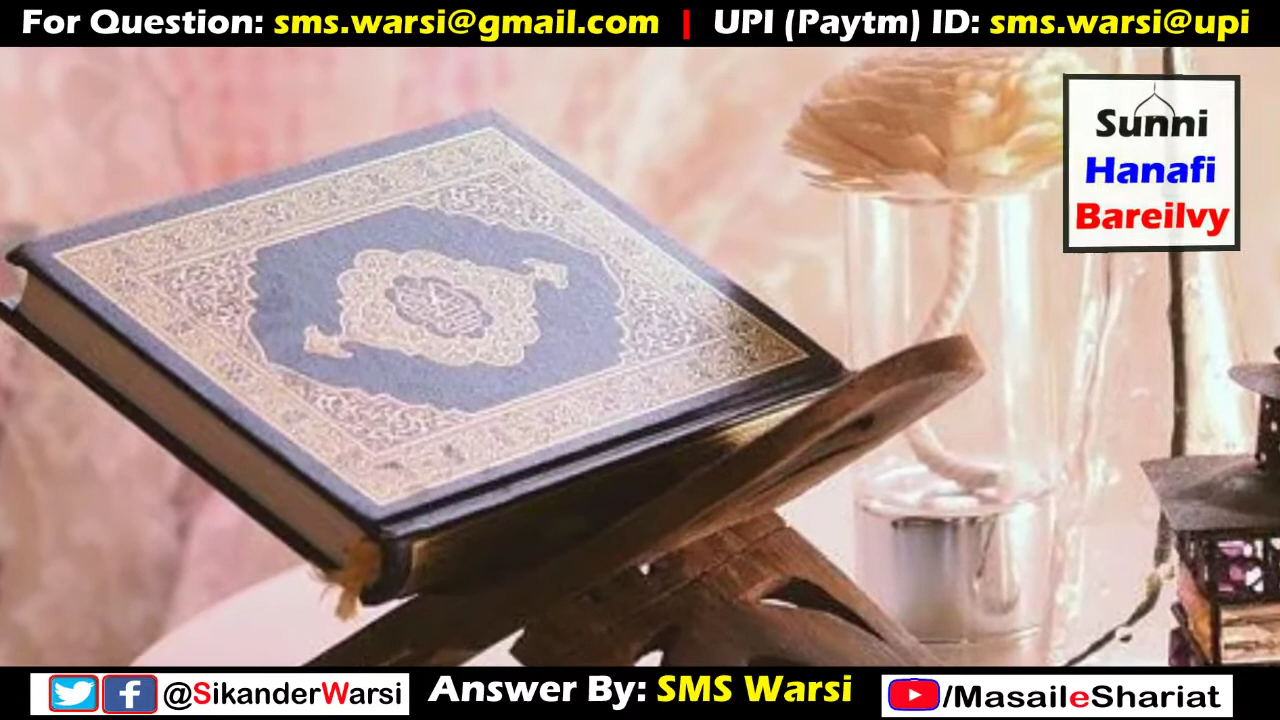 For Question: sms.warsi@gmail.com | UPI (Paytm) ID: sms.warsi@upi
Sunni
Hanafi
Bareilvy
@SikanderWarsi
Answer By: SMS Warsi
/MasaileShariat